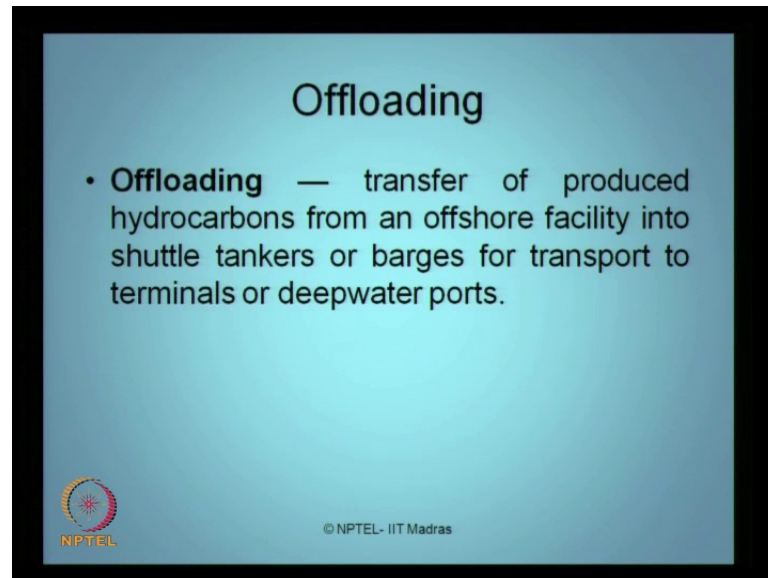 Offloading
• Offloading — transfer of produced
hydrocarbons from an offshore facility into
shuttle tankers or barges for transport to
terminals or deepwater ports.
NPTEL
© NPTEL- IIT Madras